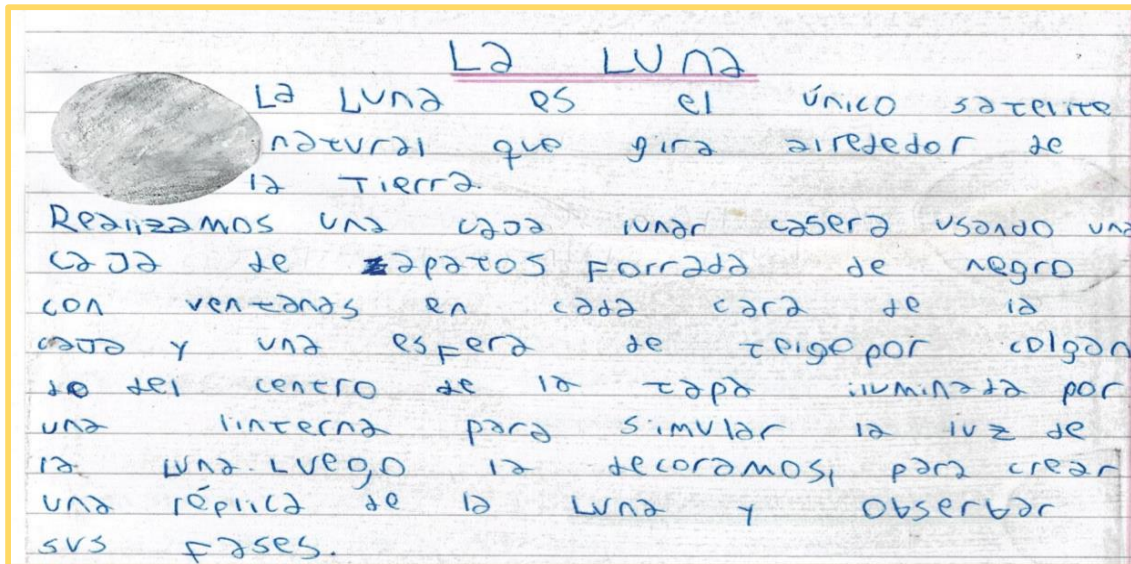 La LUNA
La LUNA es el único satelite
natural que gira alrededor de
la Tierra.
Realizamos una caja lunar casera usando una
caja de zapatos forrada de negro
con ventanas en cada cara de la
caja y una esfera de telgopor colgan
do del centro de la tapa iluminada por
una linterna para simular la luz de
la luna. Luego la decoramos, para crear
una réplica de la Luna y observar
sus fases.